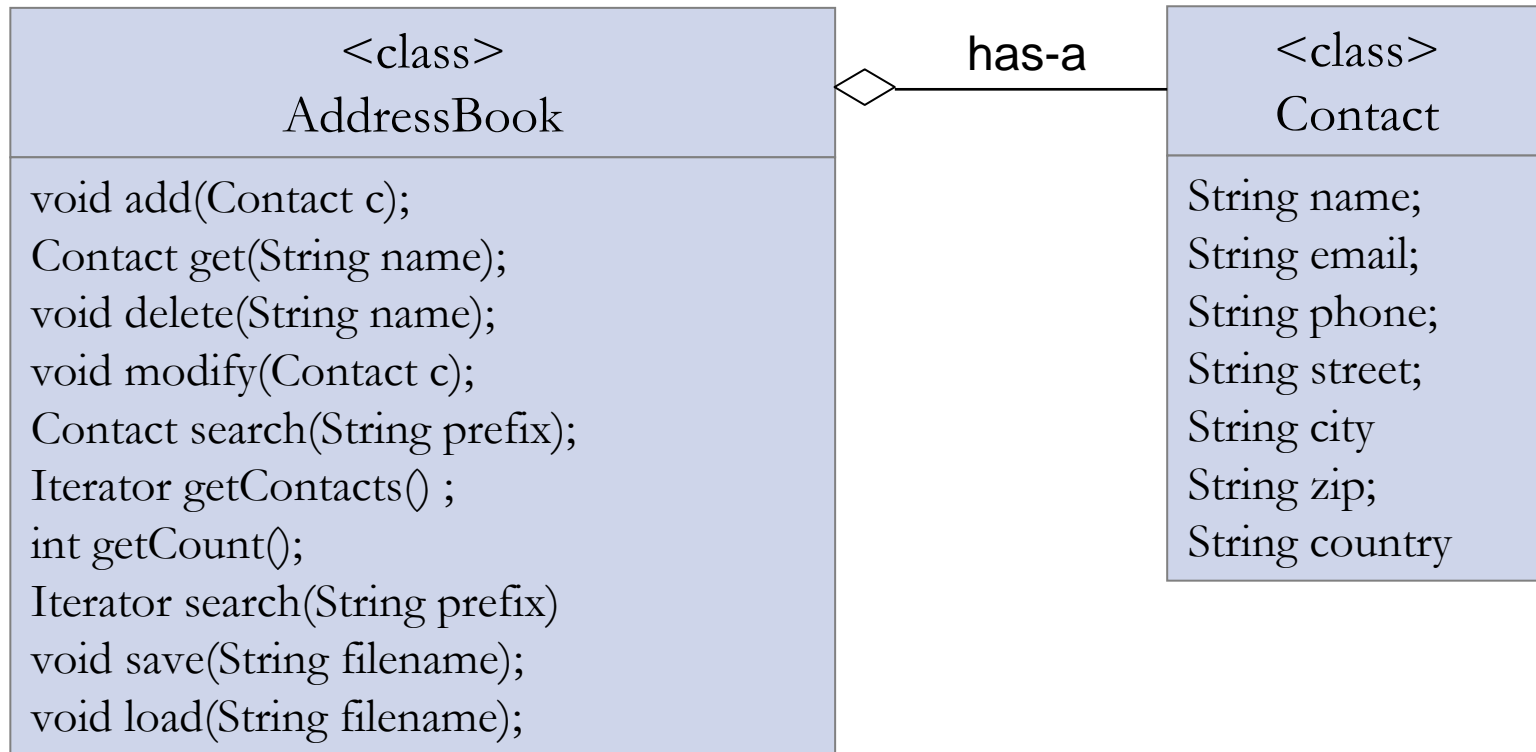 <class>
AddressBook
void add(Contact c);
Contact get(String name);
void delete(String name);
void modify(Contact c);
Contact search(String prefix);
Iterator getContacts() ;
int getCount();
Iterator search(String prefix)
void save(String filename);
void load(String filename);
has-a
<class>
Contact
String name;
String email;
String phone;
String street;
String city
String zip;
String country